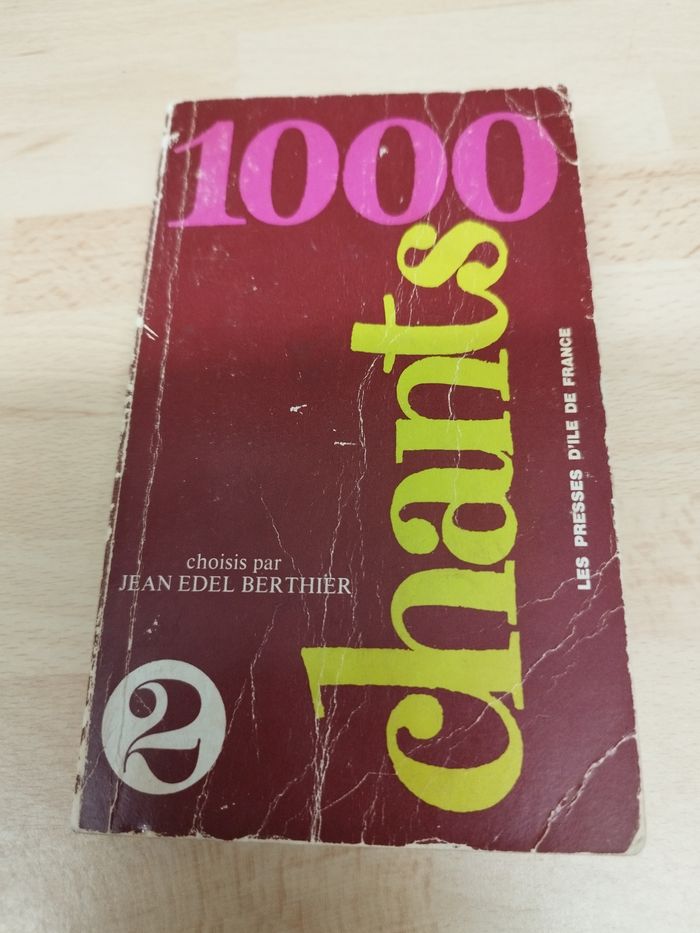 1000
chants
LES PRESSES D'ILE DE FRANCE
choisis par
JEAN EDEL BERTHIER
2